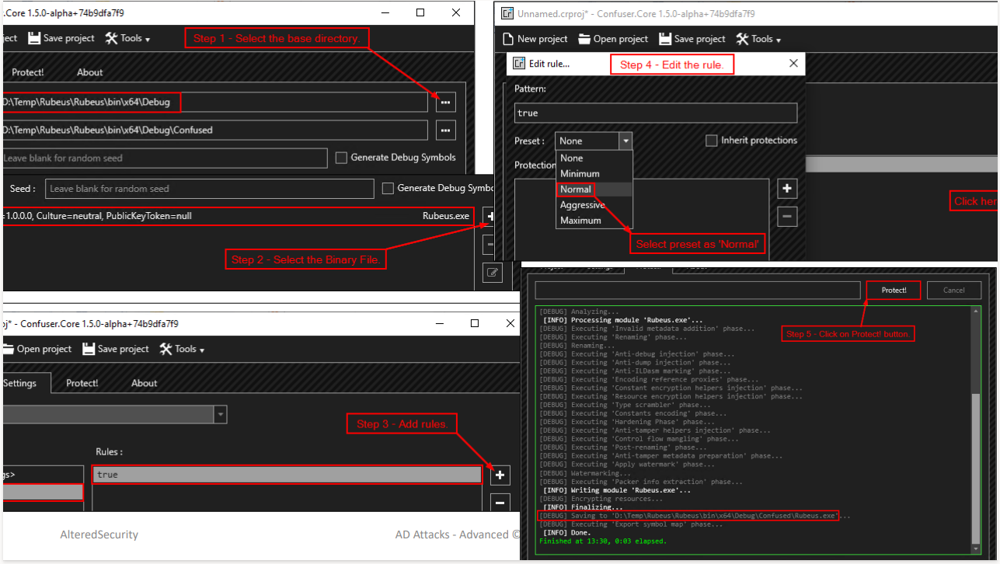 .Core 1.5.0-alpha+74b9dfa7f9
ject Save project Tools
Step 1 - Select the base directory.
Protect! About
D:\Temp\Rubeus\Rubeus\bin\x64\Debug
...
D:\Temp\Rubeus\Rubeus\bin\x64\Debug\Confused
...
Leave blank for random seed Generate Debug Symbols
Seed : Leave blank for random seed Generate Debug Symbo
=1.0.0.0, Culture=neutral, PublicKeyToken=null Rubeus.exe
+
Step 2 - Select the Binary File.
Unnamed.crproj* - Confuser.Core 1.5.0-alpha+74b9dfa7f9
New project Open project Save project Tools
Edit rule...
Step 4 - Edit the rule.
Pattern:
true
Preset : None Inherit protections
None
Protection
Minimum
Normal
Aggressive
Maximum
Click her
Select preset as 'Normal'
oj* - Confuser.Core 1.5.0-alpha+74b9dfa7f9
Open project Save project Tools
Settings Protect! About
Step 3 - Add rules.
Rules :
gs>
true
Protect! Cancel
Step 5 - Click on Protect! button.
[DEBUG] Analyzing...
[INFO] Processing module 'Rubeus.exe'...
[DEBUG] Executing 'Invalid metadata addition' phase...
[DEBUG] Executing 'Renaming' phase...
[DEBUG] Renaming...
[DEBUG] Executing 'Anti-debug injection' phase...
[DEBUG] Executing 'Anti-dump injection' phase...
[DEBUG] Executing 'Anti-ILDasm marking' phase...
[DEBUG] Executing 'Encoding reference proxies' phase...
[DEBUG] Executing 'Constant encryption helpers injection' phase...
[DEBUG] Executing 'Resource encryption helpers injection' phase...
[DEBUG] Executing 'Type scrambler' phase...
[DEBUG] Executing 'Constants encoding' phase...
[DEBUG] Executing 'Hardening Phase' phase...
[DEBUG] Executing 'Anti-tamper helpers injection' phase...
[DEBUG] Executing 'Control flow mangling' phase...
[DEBUG] Executing 'Post-renaming' phase...
[DEBUG] Executing 'Anti-tamper metadata preparation' phase...
[DEBUG] Executing 'Apply watermark' phase...
[DEBUG] Watermarking...
[DEBUG] Executing 'Packer info extraction' phase...
[INFO] Writing module 'Rubeus.exe'...
[DEBUG] Encrypting resources...
[INFO] Finalizing...
[DEBUG] Saving to 'D:\Temp\Rubeus\Rubeus\bin\x64\Debug\Confused\Rubeus.exe'...
[DEBUG] Executing 'Export symbol map' phase...
[INFO] Done.
Finished at 13:30, 0:03 elapsed.
AlteredSecurity
AD Attacks - Advanced ©